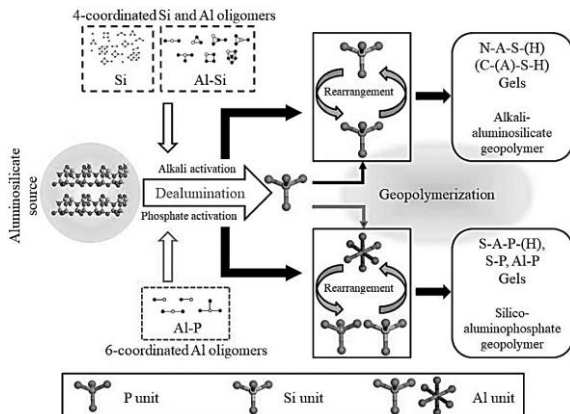 4-coordinated Si and Al oligomers
Si
Al-Si
Aluminosilicate
source
Alkali activation
Dealumination
Phosphate activation
Al-P
6-coordinated Al oligomers
Rearrangement
Geopolymerization
Rearrangement
N-A-S-(H)
(C-(A)-S-H)
Gels
Alkali-
aluminosilicate
geopolymer
S-A-P-(H),
S-P, Al-P
Gels
Silico-
aluminophosphate
geopolymer
P unit
Si unit
Al unit